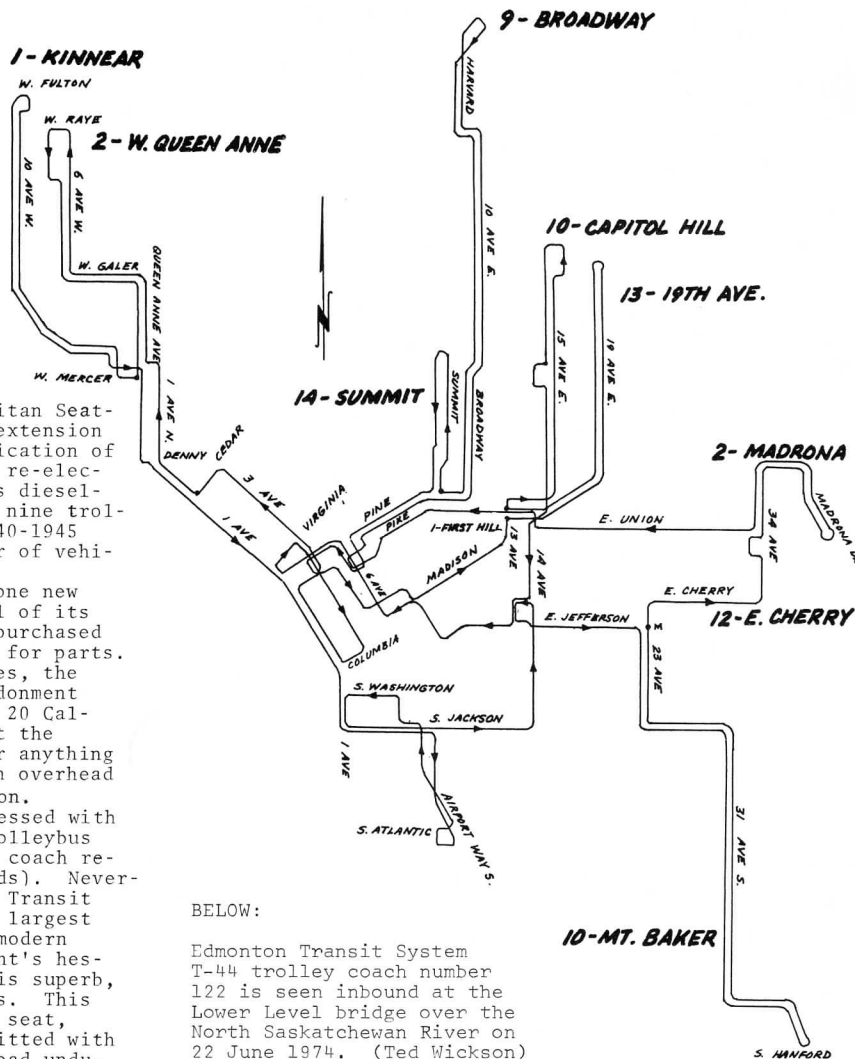 1-KINNEAR
W. FULTON
10 AVE W.
W. RAYE
2-W. QUEEN ANNE
6 AVE W.
W. GALER
QUEEN ANNE AVE
W. MERCER
1 AVE N.
DENNY
CEDAR
3 AVE
1 AVE
VIRGINIA
N
9-BROADWAY
HARVARD
10 AVE E.
BROADWAY
14-SUMMIT
SUMMIT
PINE
PIKE
10-CAPITOL HILL
15 AVE E.
13-19TH AVE.
19 AVE E.
1-FIRST HILL
13 AVE
MADISON
6 AVE
14 AVE
E. UNION
2-MADRONA
MADRONA DR.
34 AVE
E. CHERRY
12-E. CHERRY
E. JEFFERSON
23 AVE
COLUMBIA
S. WASHINGTON
S. JACKSON
1 AVE
AIRPORT WAY S.
S. ATLANTIC
31 AVE S.
10-MT. BAKER
S. HANFORD
itan Seat-
extension
ication of
re-elec-
s diesel-
nine trol-
40-1945
r of vehi-
one new
l of its
purchased
for parts.
es, the
donment
20 Cal-
t the
r anything
n overhead
on.
essed with
olleybus
coach re-
ds). Never-
Transit
largest
modern
nt's hes-
is superb,
s. This
seat,
itted with
ead undu-
BELOW:
Edmonton Transit System
T-44 trolley coach number
122 is seen inbound at the
Lower Level bridge over the
North Saskatchewan River on
22 June 1974. (Ted Wickson)